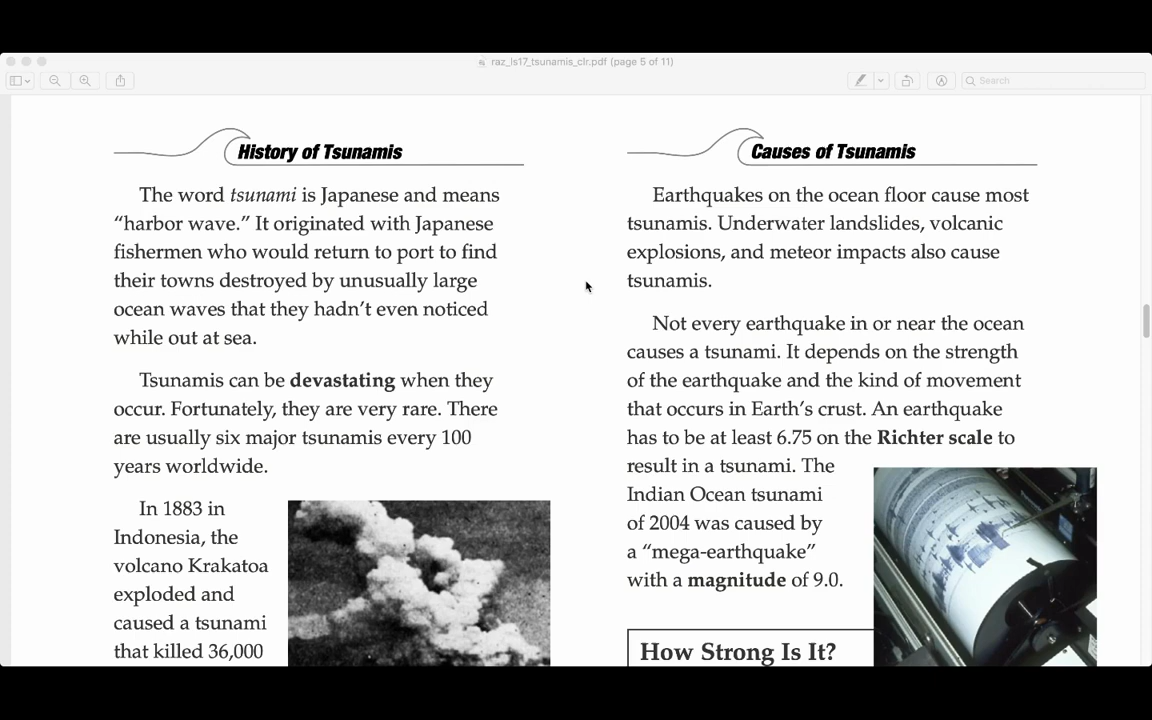 raz_ls17_tsunamis_clr.pdf (page 5 of 11)
Search
History of Tsunamis
The word tsunami is Japanese and means
“harbor wave.” It originated with Japanese
fishermen who would return to port to find
their towns destroyed by unusually large
ocean waves that they hadn’t even noticed
while out at sea.
Tsunamis can be devastating when they
occur. Fortunately, they are very rare. There
are usually six major tsunamis every 100
years worldwide.
In 1883 in
Indonesia, the
volcano Krakatoa
exploded and
caused a tsunami
that killed 36,000
Causes of Tsunamis
Earthquakes on the ocean floor cause most
tsunamis. Underwater landslides, volcanic
explosions, and meteor impacts also cause
tsunamis.
Not every earthquake in or near the ocean
causes a tsunami. It depends on the strength
of the earthquake and the kind of movement
that occurs in Earth’s crust. An earthquake
has to be at least 6.75 on the Richter scale to
result in a tsunami. The
Indian Ocean tsunami
of 2004 was caused by
a “mega-earthquake”
with a magnitude of 9.0.
How Strong Is It?